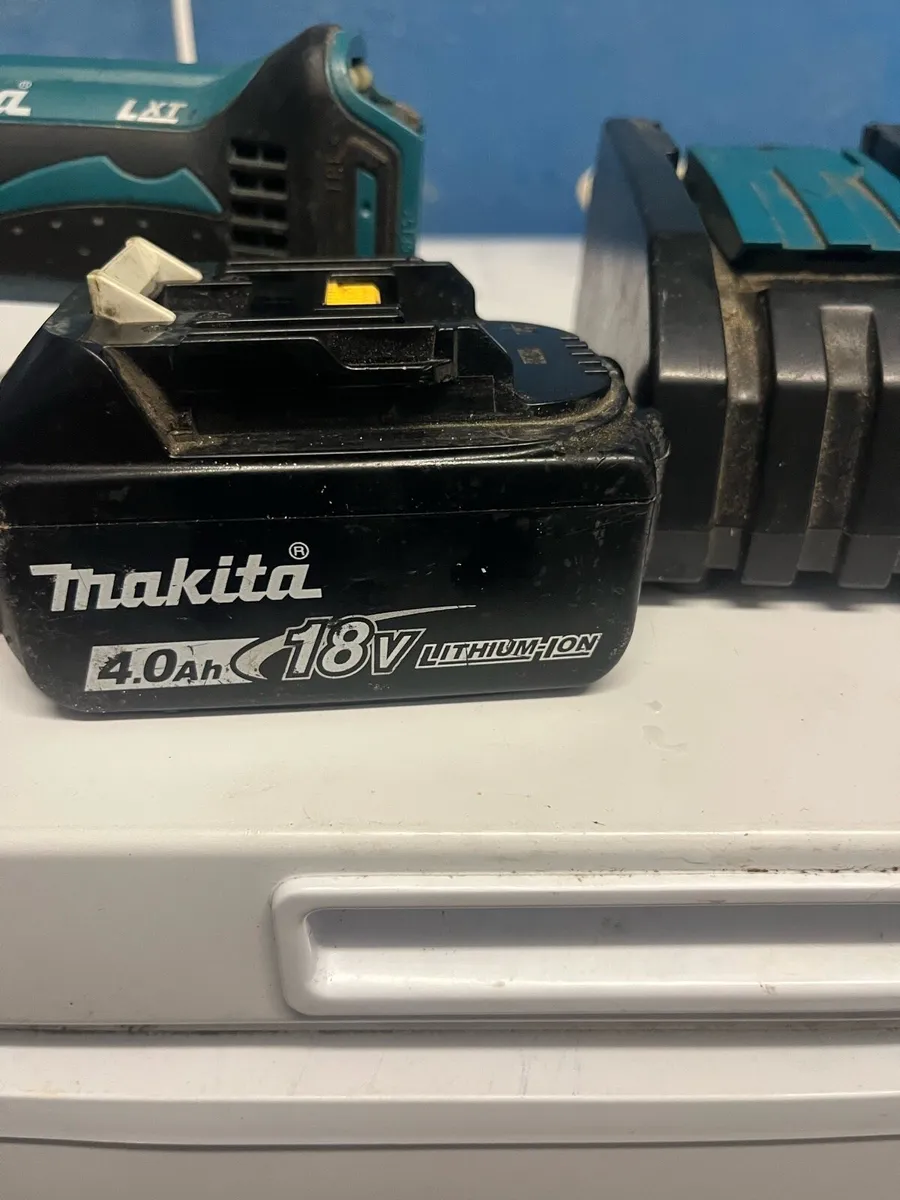 a®
LXT
makita®
4.0Ah 18V LITHIUM-ION